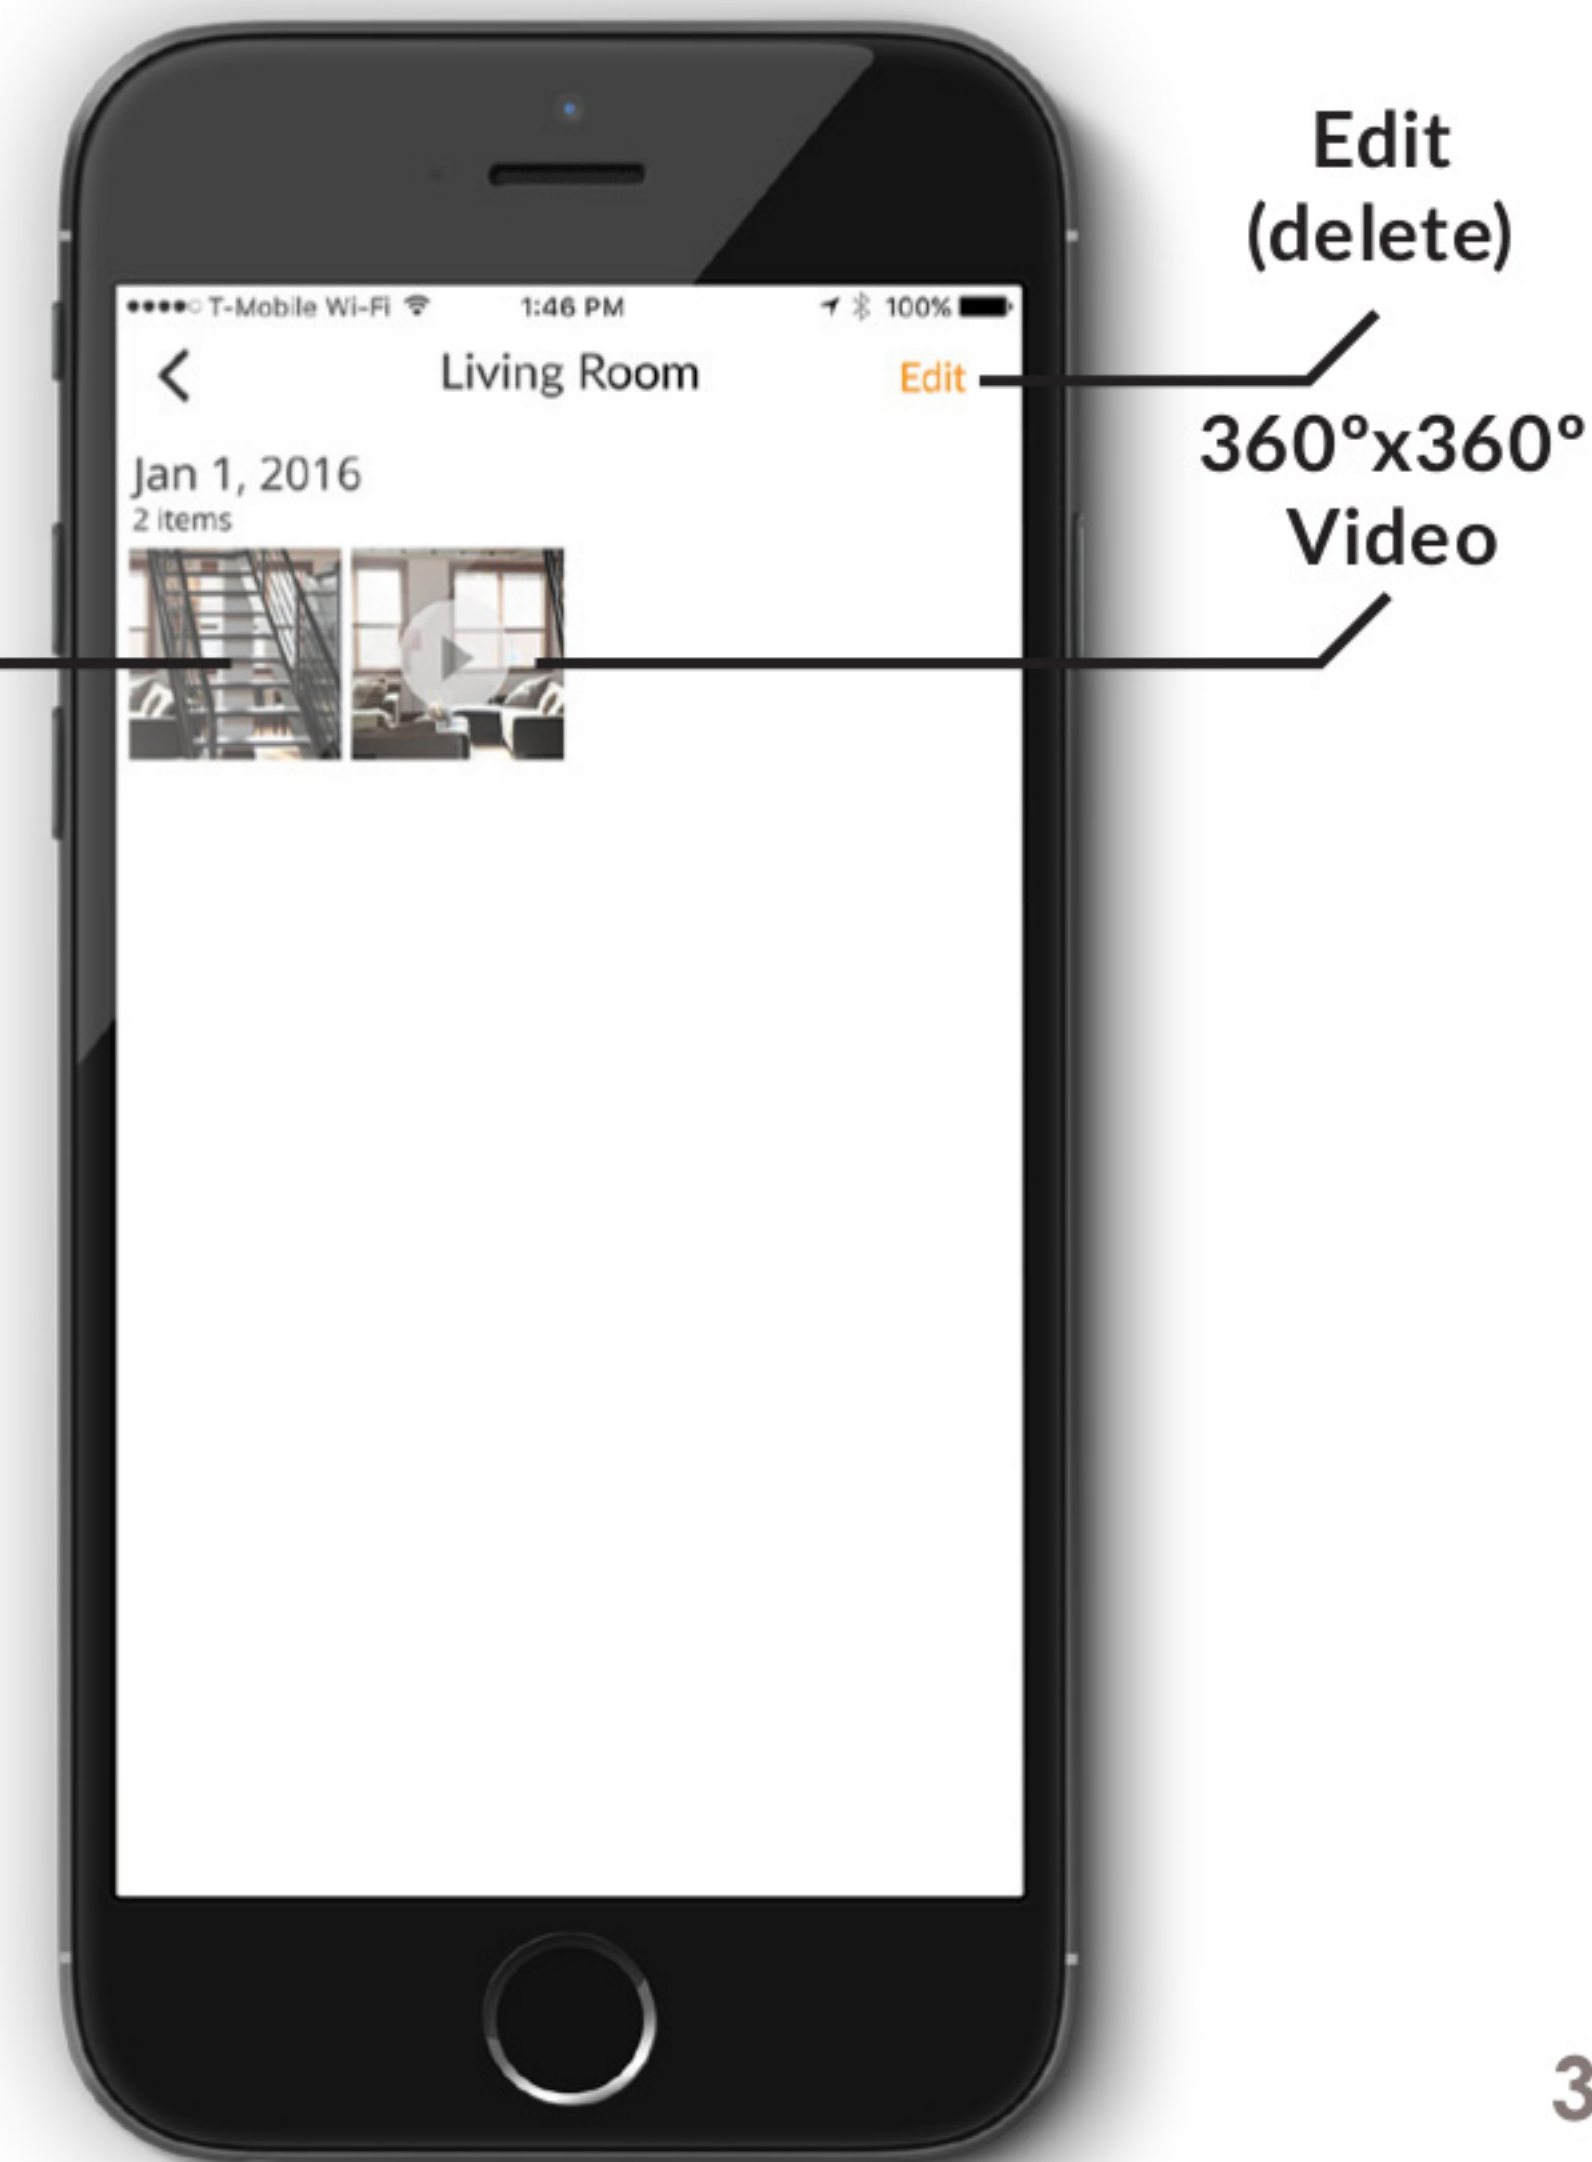 Edit
(delete)
T-Mobile Wi-Fi 1:46 PM 100%
Living Room Edit
360°x360°
Video
Jan 1, 2016
2 items
3